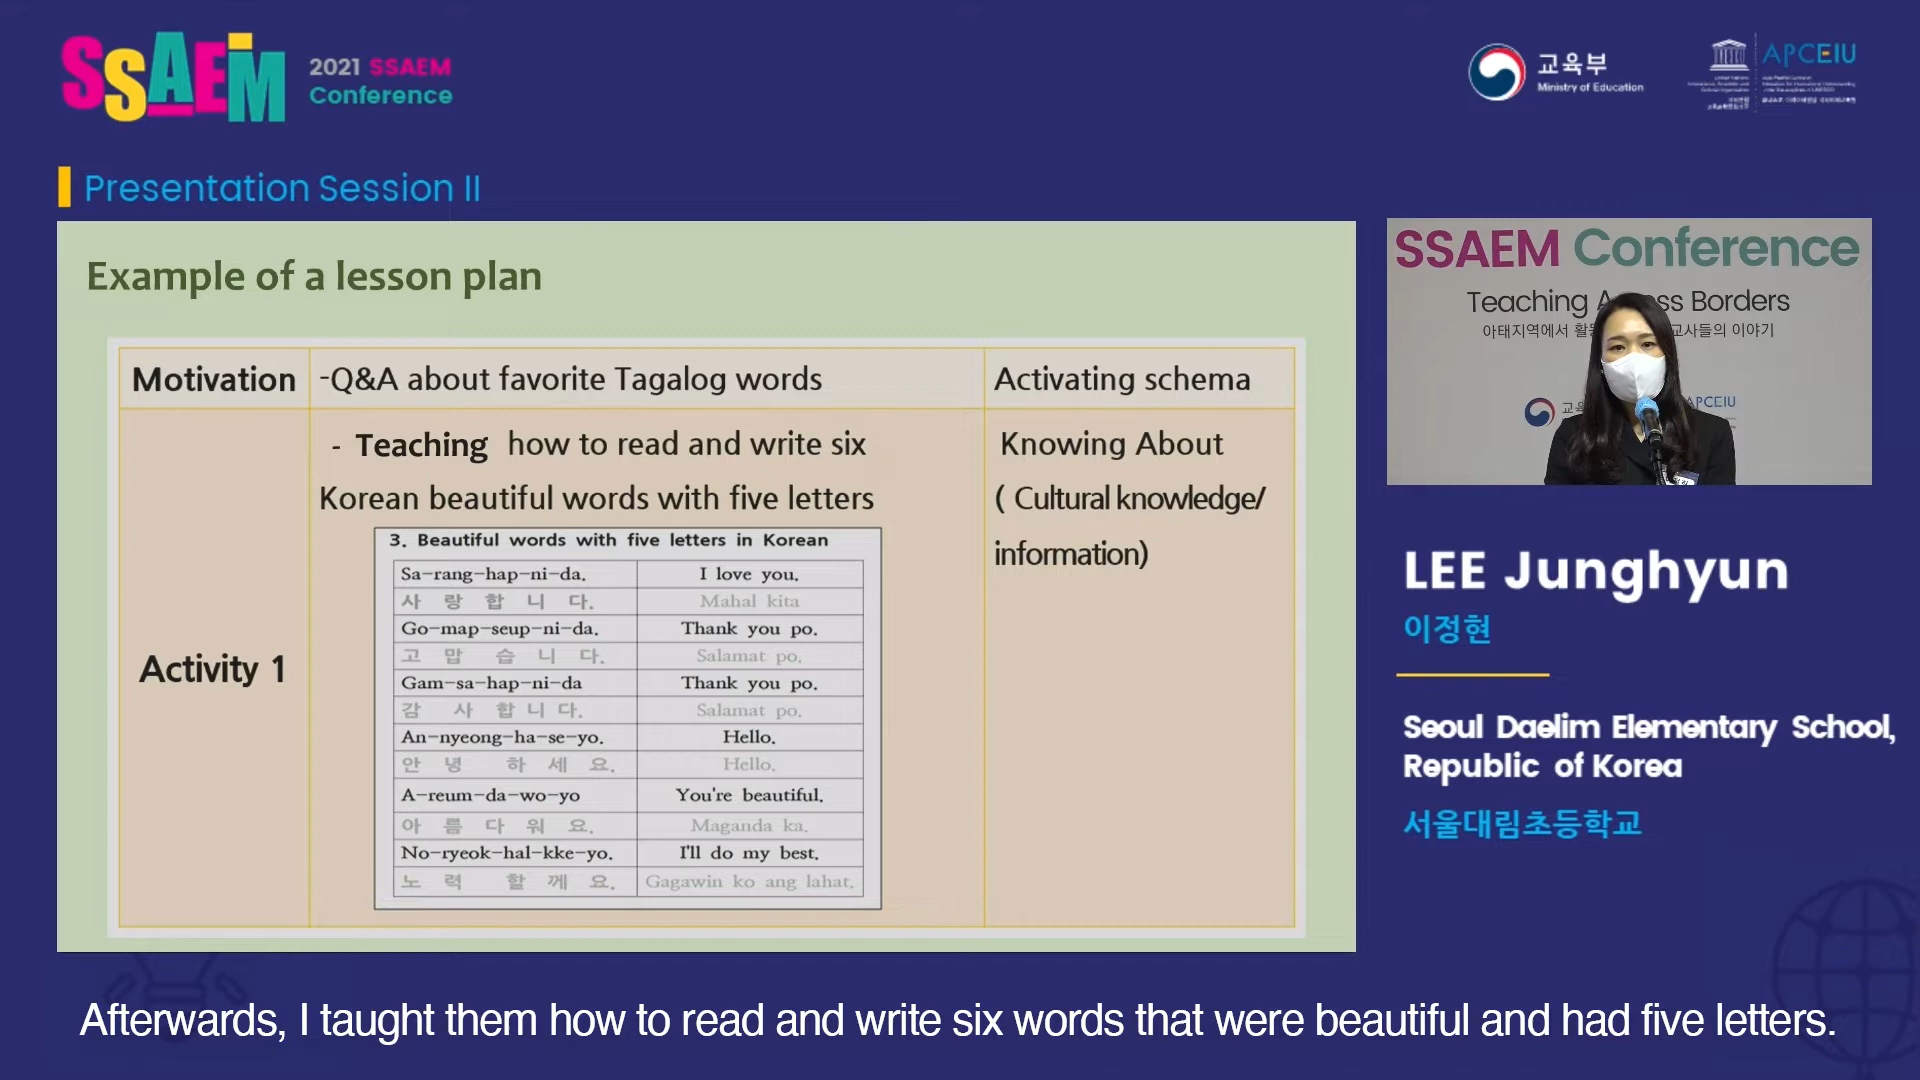 SSAEM
2021 SSAEM
Conference
교육부
Ministry of Education
APCEIU
Presentation Session II
Example of a lesson plan
Motivation
-Q&A about favorite Tagalog words
Activating schema
Activity 1
- Teaching how to read and write six
Korean beautiful words with five letters
3. Beautiful words with five letters in Korean
Sa-rang-hap-ni-da. I love you.
사 랑 합 니 다. Mahal kita
Go-map-seup-ni-da. Thank you po.
고 맙 습 니 다. Salamat po.
Gam-sa-hap-ni-da Thank you po.
감 사 합 니 다. Salamat po.
An-nyeong-ha-se-yo. Hello.
안 녕 하 세 요. Hello.
A-reum-da-wo-yo You're beautiful.
아 름 다 워 요. Maganda ka.
No-ryeok-hal-kke-yo. I'll do my best.
노 력 할 께 요. Gagawin ko ang lahat.
Knowing About
( Cultural knowledge/
information)
SSAEM Conference
Teaching Borders
아태지역에서 교사들의 이야기
APCEIU
LEE Junghyun
이정현
Seoul Daelim Elementary School,
Republic of Korea
서울대림초등학교
Afterwards, I taught them how to read and write six words that were beautiful and had five letters.